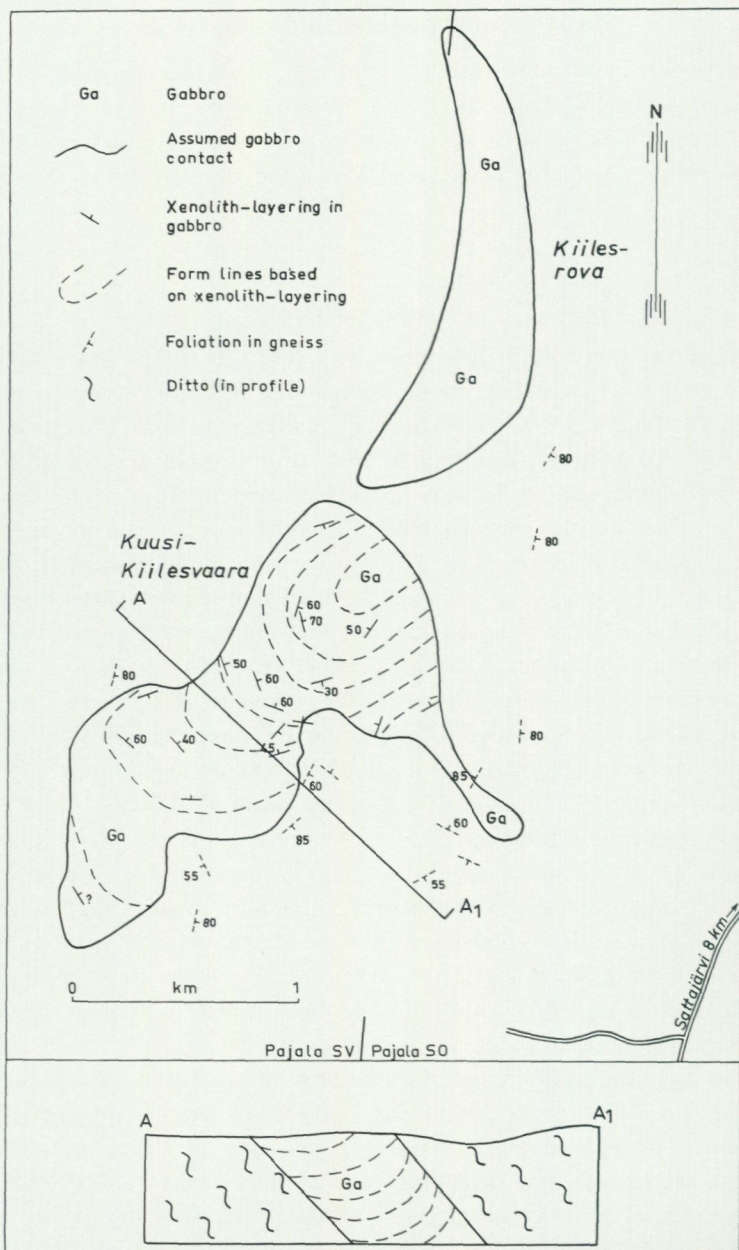 Ga Gabbro
Assumed gabbro
contact
Xenolith-layering in
gabbro
Form lines based
on xenolith-layering
Foliation in gneiss
Ditto (in profile)
N
Ga
Kiiles-
rova
Ga
80
80
Kuusi-
Kiilesvaara
A
Ga
60
70
50
50
80
60
30
60
60
40
45
80
60
85
Ga
Ga
60
85
55
55
?
80
A1
0 km 1
Sattajärvi 8 km
Pajala SV Pajala SO
A A1
Ga